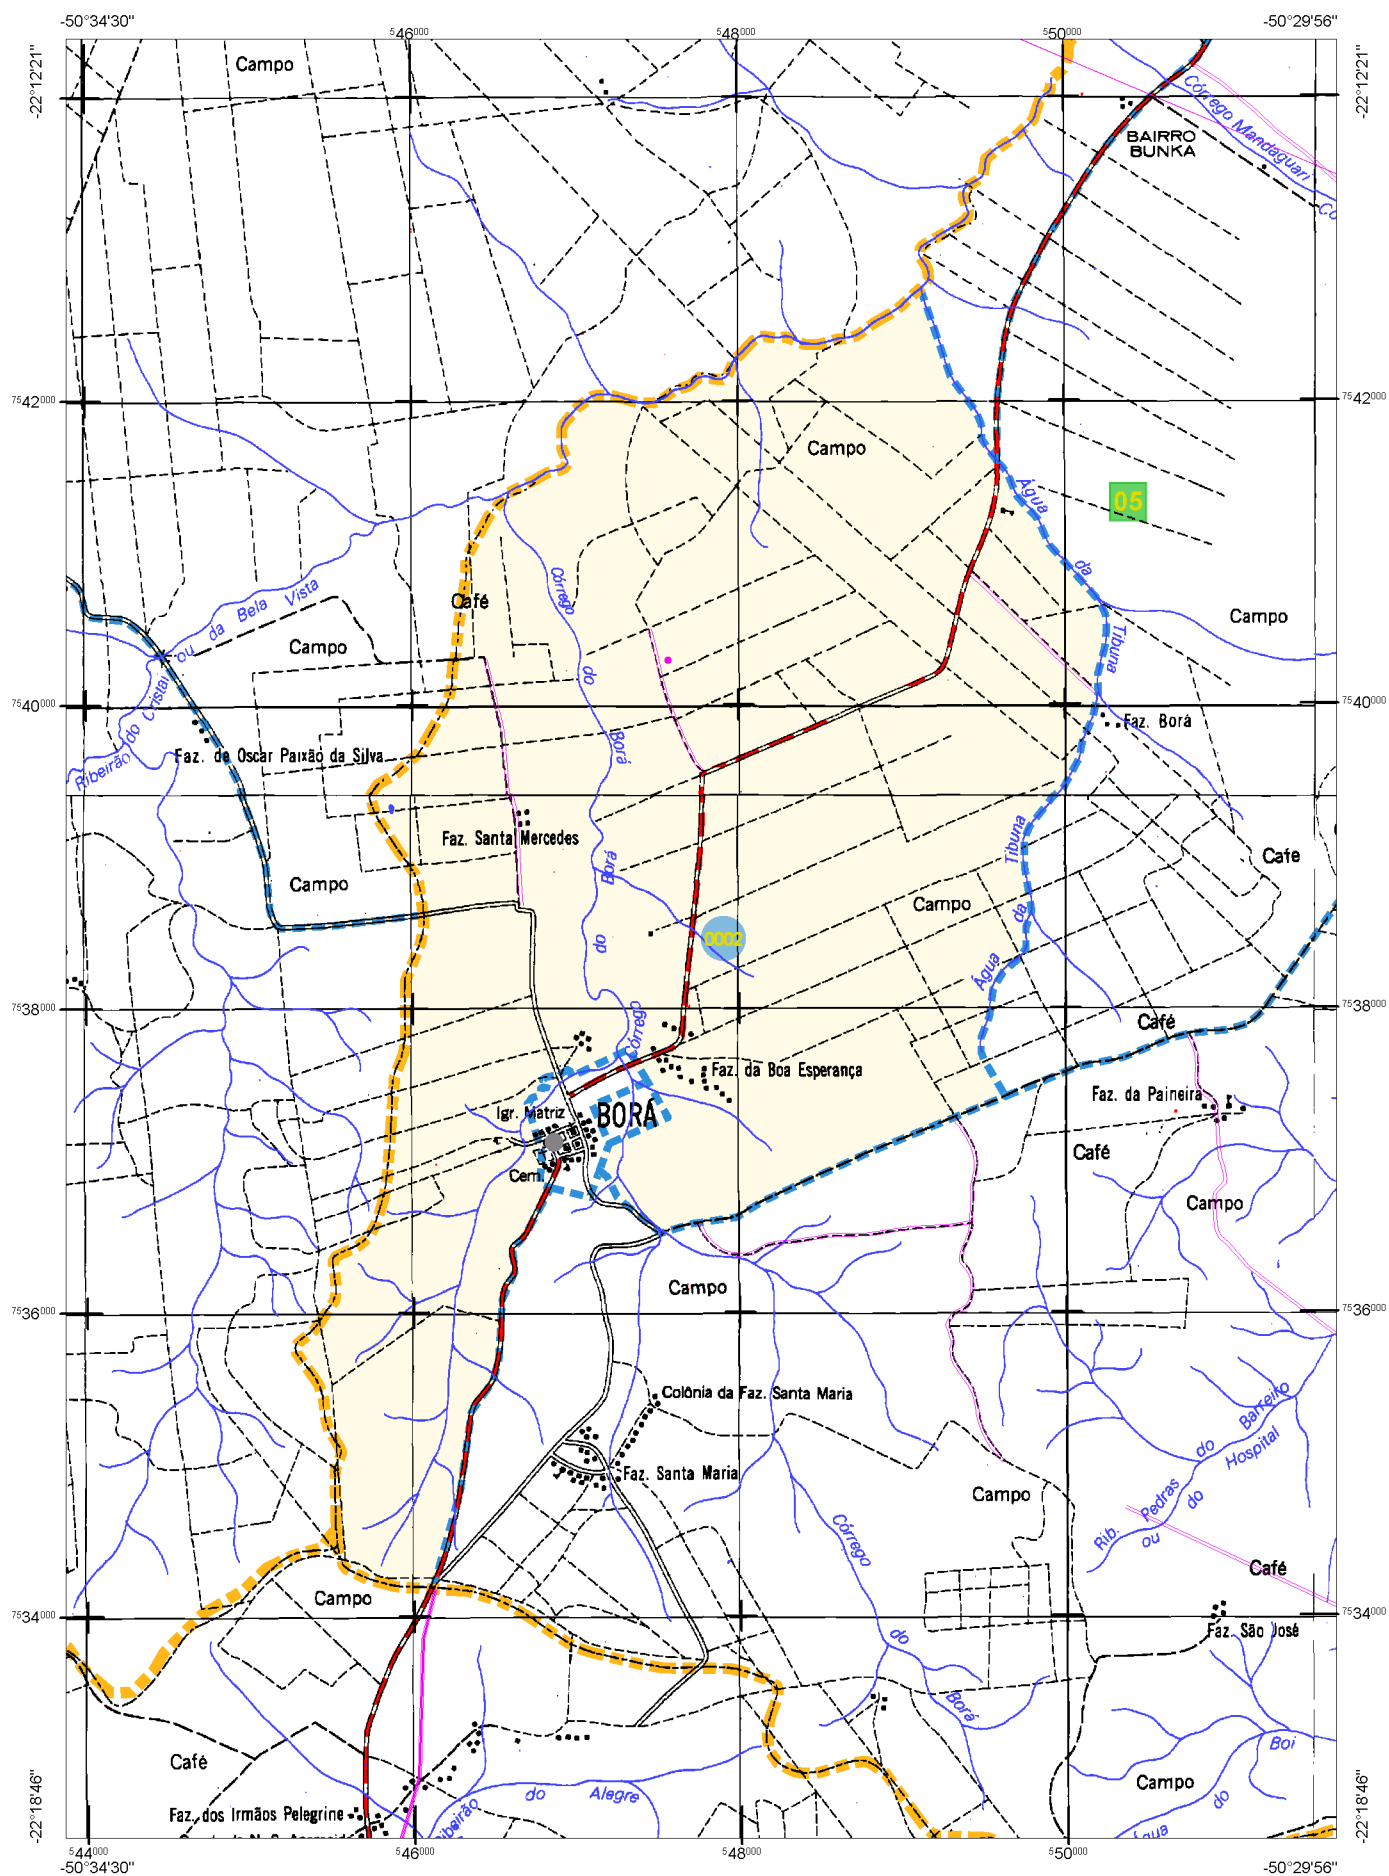 -50°34'30"
-50°29'56"
546000
548000
550000
-22°12'21"
-22°12'21"
Campo
Córrego Mandaguari
BAIRRO
BUNKA
Co
7542000
7542000
Campo
Água
05
da
Córrego
Café
Bela Vista
da
ou
Campo
Campo
Tibuna
do
Cristal
do
Ribeirão
7540000
7540000
Faz. Borá
Borá
Faz. de Oscar Paixão da Silva
Faz. Santa Mercedes
Tibuna
Borá
Cafe
Campo
Campo
da
0002
do
Água
7538000
7538000
Córrego
Café
Faz. da Boa Esperança
Faz. da Paineira
Igr. Matriz
BORÁ
Café
Cem.
Campo
Campo
7536000
7536000
Colônia da Faz. Santa Maria
Barreiro
do
Hospital
do
Faz. Santa Maria
Campo
Pedras
Rib.
ou
Córrego
Café
Campo
7534000
7534000
Faz. São José
do
Borá
Boi
Café
Campo
do
Alegre
do
Ribeirão
Faz. dos Irmãos Pelegrine
Água
-22°18'46"
-22°18'46"
544000
546000
548000
550000
-50°34'30"
-50°29'56"